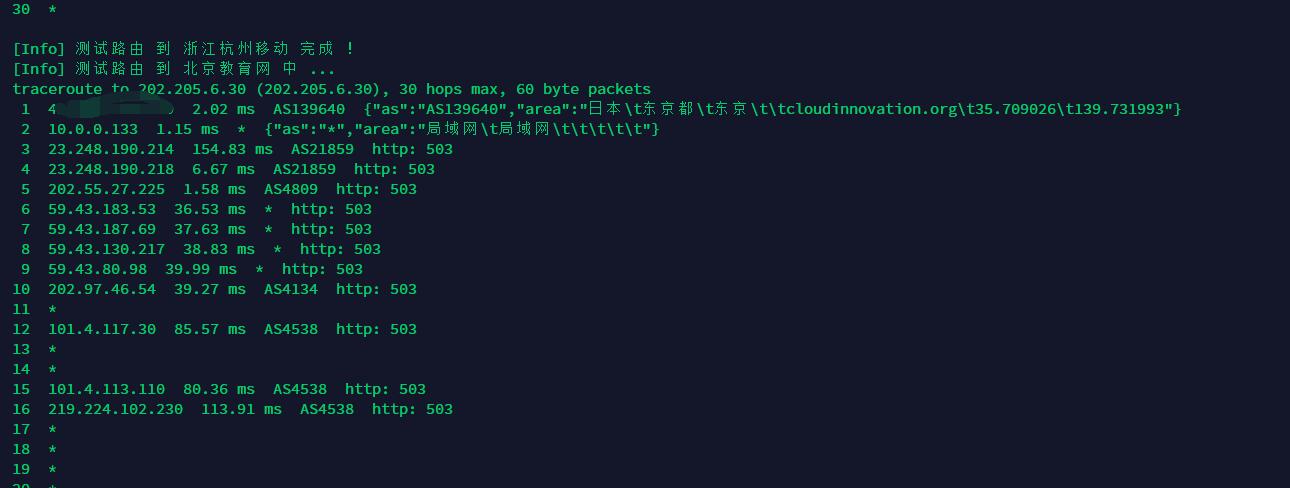 30 *
[Info] 测试路由 到 浙江杭州移动 完成 !
[Info] 测试路由 到 北京教育网 中 ...
traceroute to 202.205.6.30 (202.205.6.30), 30 hops max, 60 byte packets
1 4 2.02 ms AS139640 {"as":"AS139640","area":"日本\t东京都\t东京\t\tcloudinnovation.org\t35.709026\t139.731993"}
2 10.0.0.133 1.15 ms * {"as":"*","area":"局域网\t局域网\t\t\t\t\t"}
3 23.248.190.214 154.83 ms AS21859 http: 503
4 23.248.190.218 6.67 ms AS21859 http: 503
5 202.55.27.225 1.58 ms AS4809 http: 503
6 59.43.183.53 36.53 ms * http: 503
7 59.43.187.69 37.63 ms * http: 503
8 59.43.130.217 38.83 ms * http: 503
9 59.43.80.98 39.99 ms * http: 503
10 202.97.46.54 39.27 ms AS4134 http: 503
11 *
12 101.4.117.30 85.57 ms AS4538 http: 503
13 *
14 *
15 101.4.113.110 80.36 ms AS4538 http: 503
16 219.224.102.230 113.91 ms AS4538 http: 503
17 *
18 *
19 *